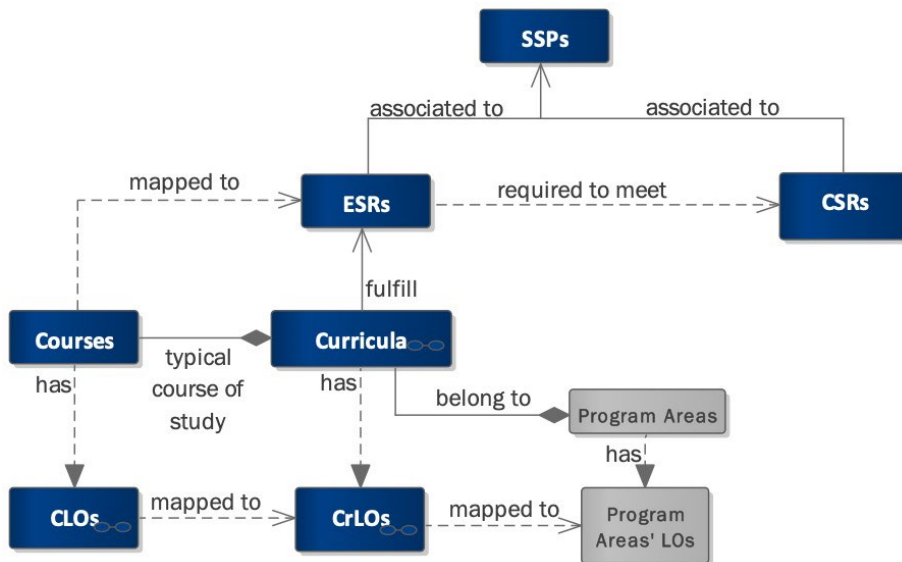 SSPs
associated to
associated to
mapped to
ESRs
required to meet
CSRs
fulfill
Courses
typical
course of
study
Curricula
has
has
belong to
Program Areas
has
CLOs
mapped to
CrLOs
mapped to
Program
Areas' LOs